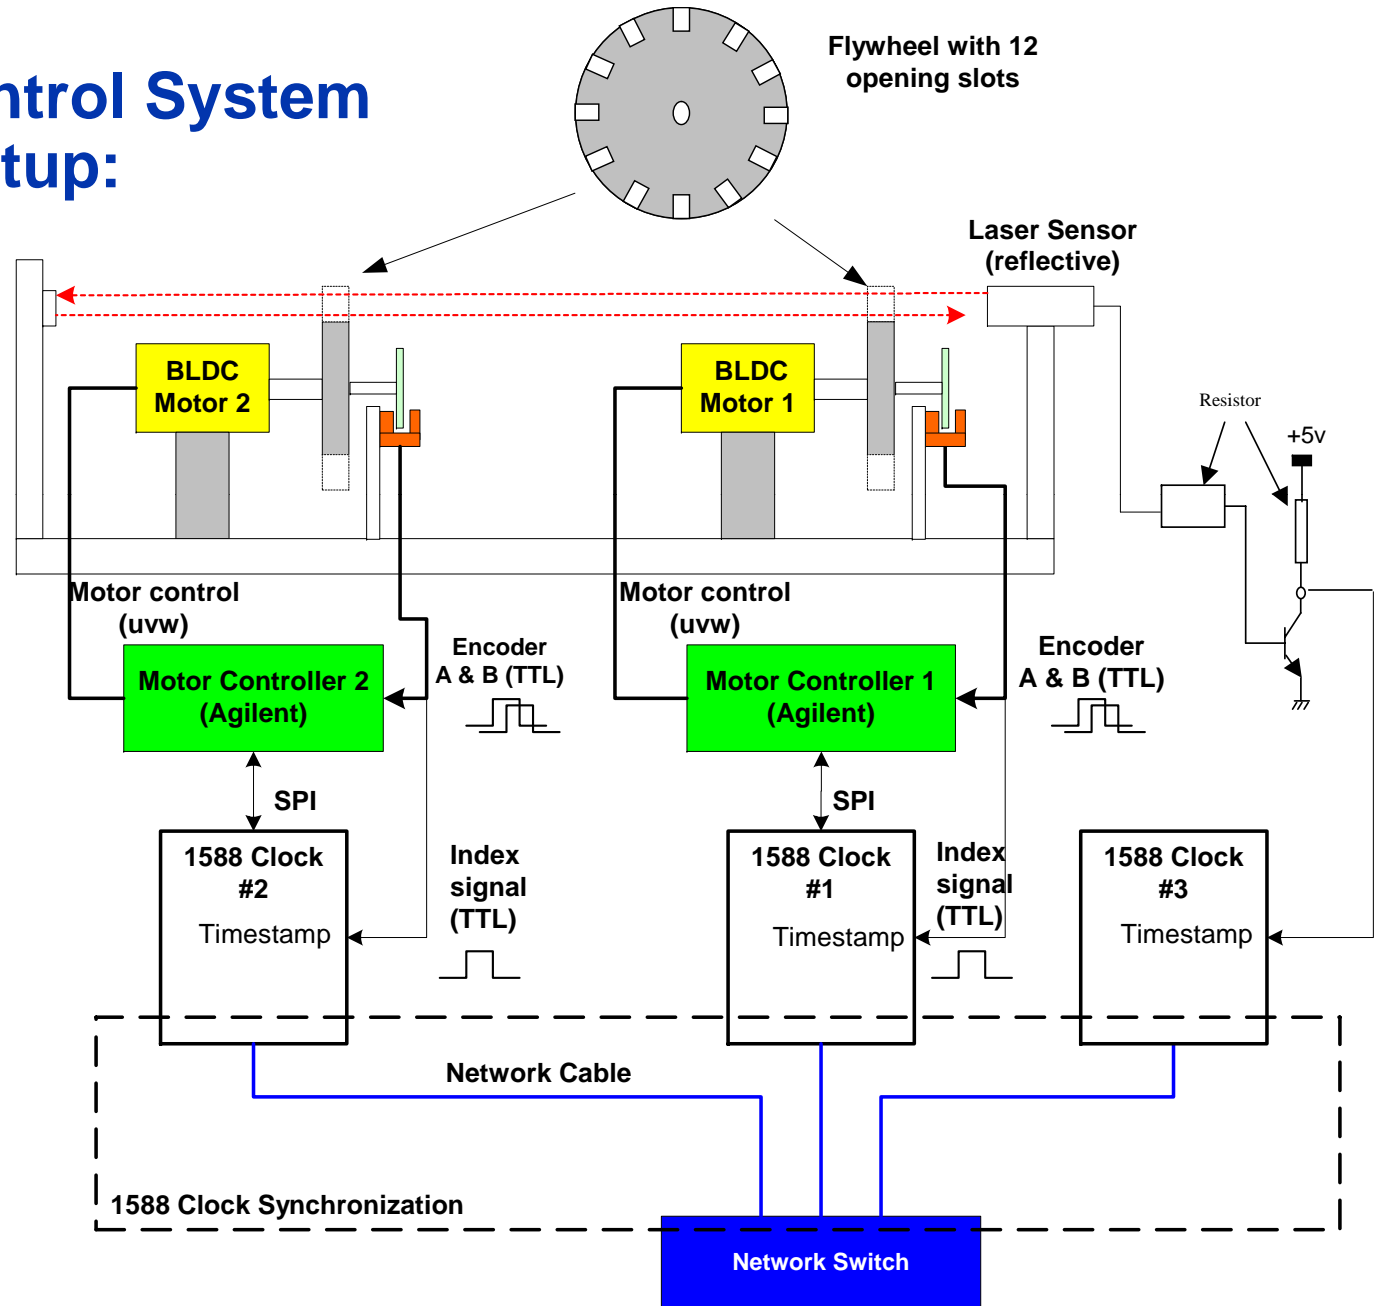 Flywheel with 12
opening slots
ntrol System
tup:
Laser Sensor
(reflective)
BLDC
Motor 2
BLDC
Motor 1
Resistor
+5v
Motor control
(uvw)
Motor control
(uvw)
Encoder
A & B (TTL)
Encoder
A & B (TTL)
Motor Controller 2
(Agilent)
Motor Controller 1
(Agilent)
SPI
SPI
1588 Clock
#2
Timestamp
Index
signal
(TTL)
1588 Clock
#1
Timestamp
Index
signal
(TTL)
1588 Clock
#3
Timestamp
Network Cable
1588 Clock Synchronization
Network Switch